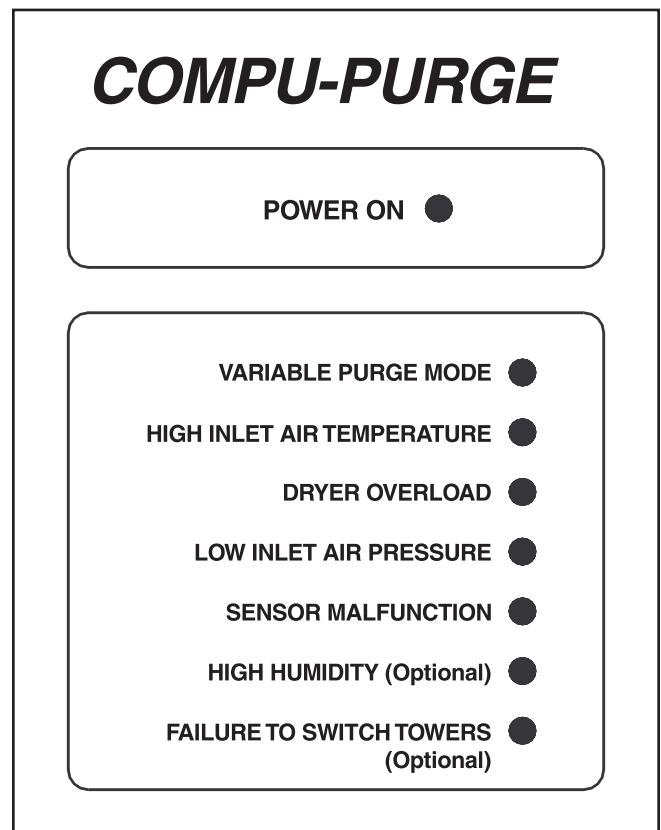 COMPU-PURGE
POWER ON
VARIABLE PURGE MODE
HIGH INLET AIR TEMPERATURE
DRYER OVERLOAD
LOW INLET AIR PRESSURE
SENSOR MALFUNCTION
HIGH HUMIDITY (Optional)
FAILURE TO SWITCH TOWERS
(Optional)